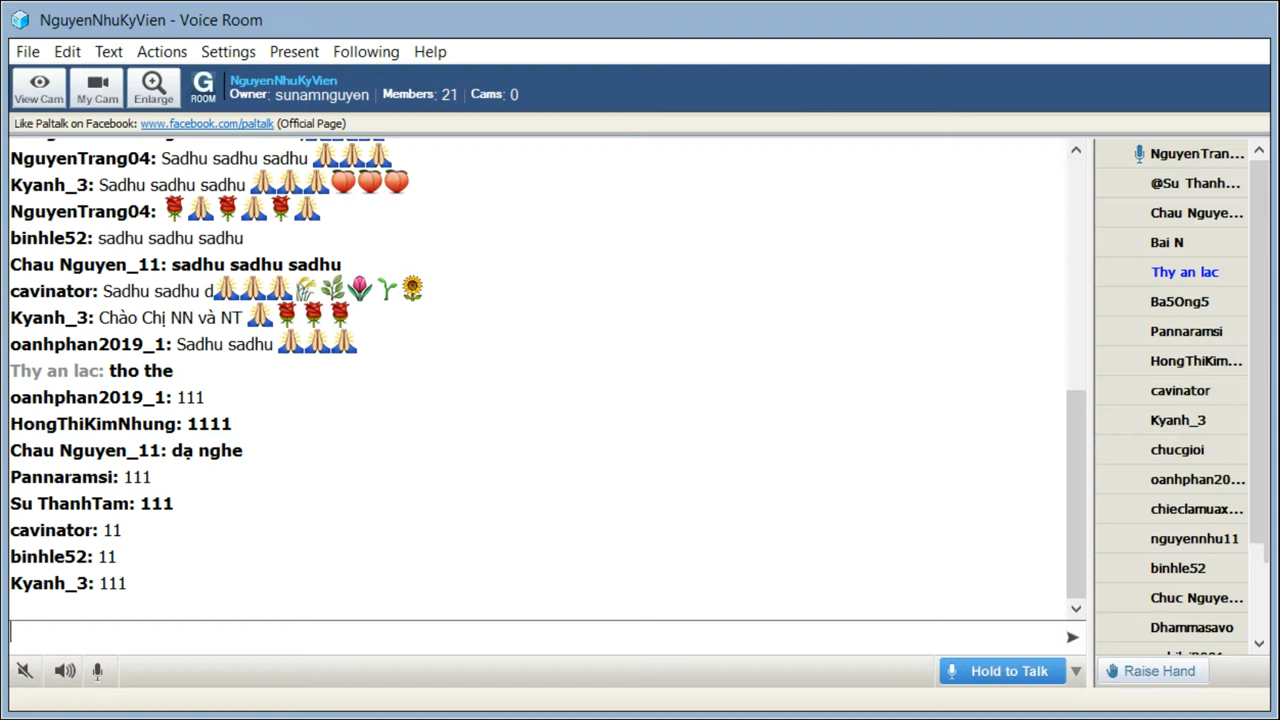 NguyenNhuKyVien - Voice Room
File Edit Text Actions Settings Present Following Help
View Cam
My Cam
Enlarge
G
ROOM
NguyenNhuKyVien
Owner: sunamnguyen Members: 21 Cams: 0
Like Paltalk on Facebook: www.facebook.com/paltalk (Official Page)
NguyenTrang04: Sadhu sadhu sadhu 🙏🙏🙏
Kyanh_3: Sadhu sadhu sadhu 🙏🙏🙏🍑🍑🍑
NguyenTrang04: 🌹🙏🌹🙏🌹🙏
binhle52: sadhu sadhu sadhu
Chau Nguyen_11: sadhu sadhu sadhu
cavinator: Sadhu sadhu d🙏🙏🙏🌾🌿🌷🌱🌻
Kyanh_3: Chào Chị NN và NT 🙏🌹🌹🌹
oanhphan2019_1: Sadhu sadhu 🙏🙏🙏
Thy an lac: tho the
oanhphan2019_1: 111
HongThiKimNhung: 1111
Chau Nguyen_11: dạ nghe
Pannaramsi: 111
Su ThanhTam: 111
cavinator: 11
binhle52: 11
Kyanh_3: 111
Hold to Talk
NguyenTran...
@Su Thanh...
Chau Nguye...
Bai N
Thy an lac
Ba5Ong5
Pannaramsi
HongThiKim...
cavinator
Kyanh_3
chucgioi
oanhphan20...
chieclamuax...
nguyennhu11
binhle52
Chuc Nguye...
Dhammasavo
Raise Hand